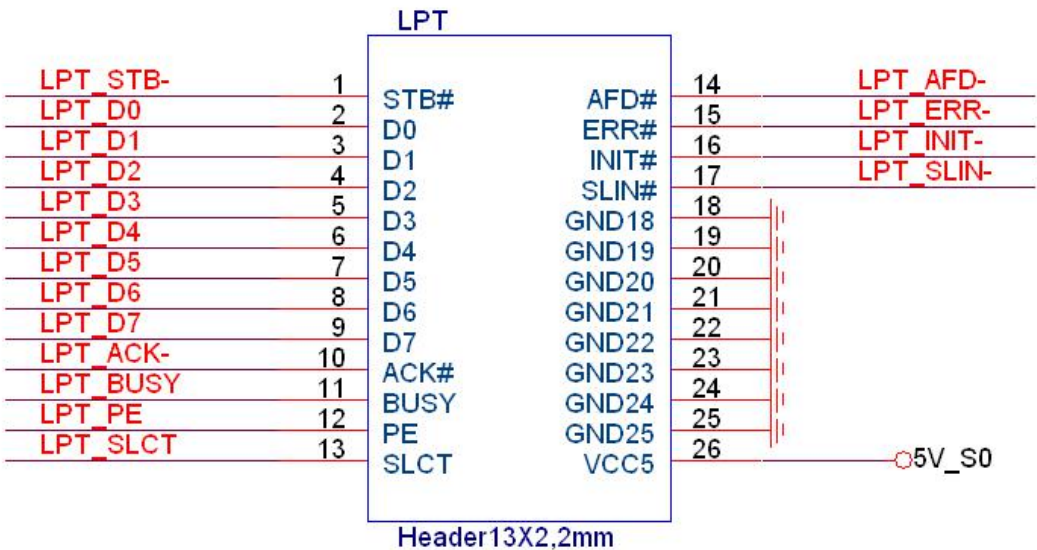 LPT
LPT_STB- 1 STB# AFD# 14 LPT_AFD-
LPT_D0 2 D0 ERR# 15 LPT_ERR-
LPT_D1 3 D1 INIT# 16 LPT_INIT-
LPT_D2 4 D2 SLIN# 17 LPT_SLIN-
LPT_D3 5 D3 GND18 18
LPT_D4 6 D4 GND19 19
LPT_D5 7 D5 GND20 20
LPT_D6 8 D6 GND21 21
LPT_D7 9 D7 GND22 22
LPT_ACK- 10 ACK# GND23 23
LPT_BUSY 11 BUSY GND24 24
LPT_PE 12 PE GND25 25
LPT_SLCT 13 SLCT VCC5 26 5V_S0
Header13X2,2mm